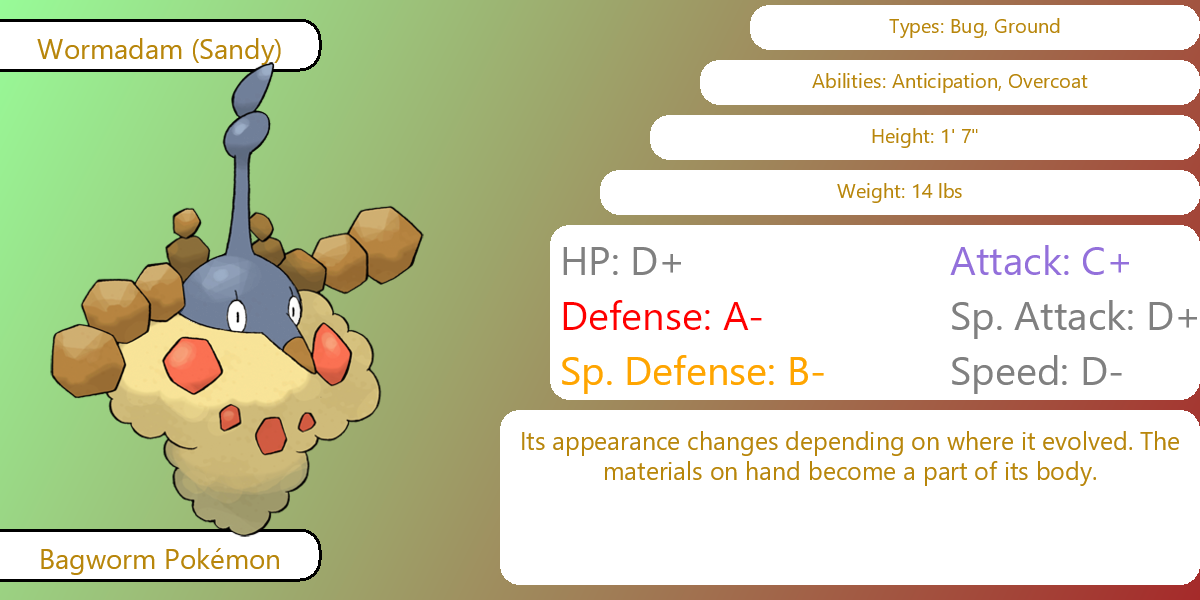 Wormadam (Sandy)
Types: Bug, Ground
Abilities: Anticipation, Overcoat
Height: 1' 7"
Weight: 14 lbs
HP: D+
Attack: C+
Defense: A-
Sp. Attack: D+
Sp. Defense: B-
Speed: D-
Its appearance changes depending on where it evolved. The
materials on hand become a part of its body.
Bagworm Pokémon